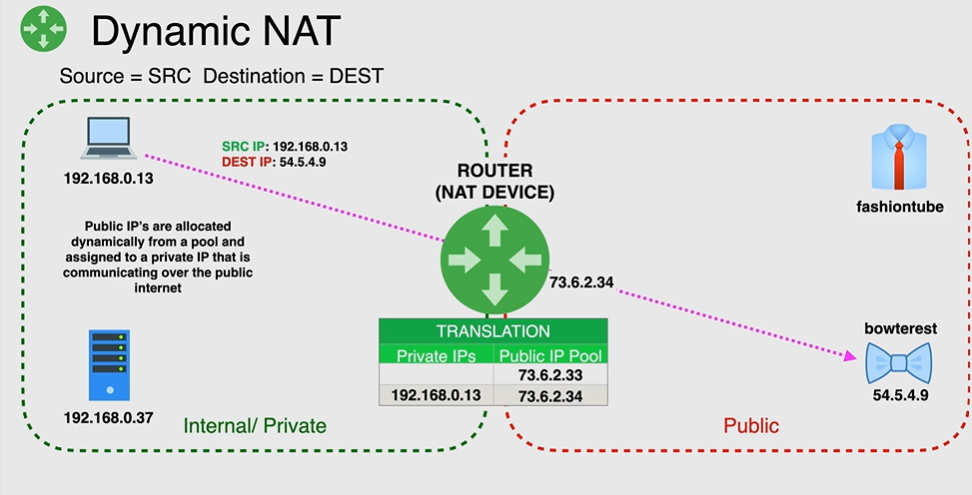 Dynamic NAT
Source = SRC  Destination = DEST
SRC IP: 192.168.0.13
DEST IP: 54.5.4.9
192.168.0.13
Public IP's are allocated
dynamically from a pool and
assigned to a private IP that is
communicating over the public
internet
192.168.0.37
Internal/ Private
ROUTER
(NAT DEVICE)
73.6.2.34
TRANSLATION
Private IPs Public IP Pool
73.6.2.33
192.168.0.13 73.6.2.34
fashiontube
bowterest
54.5.4.9
Public